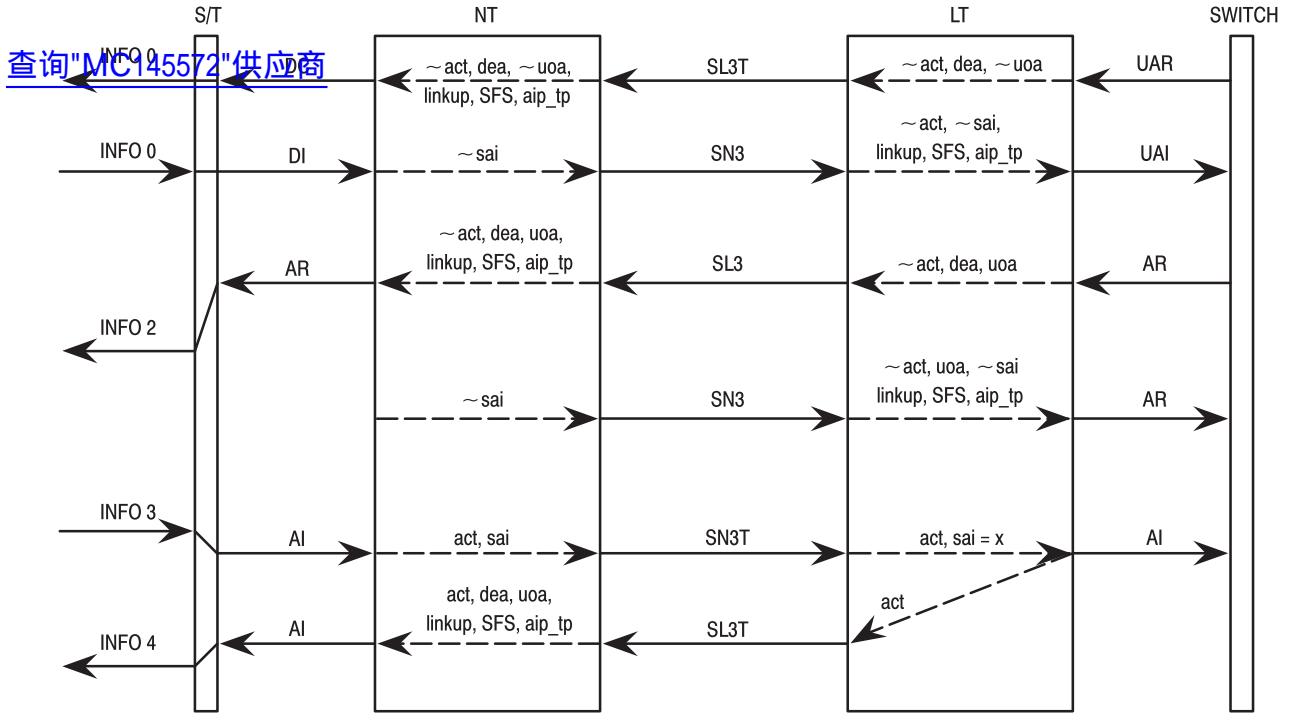 S/T NT LT SWITCH
INFO 0
查询"MC145572"供应商
DC ~act, dea, ~uoa, SL3T ~act, dea, ~uoa UAR
linkup, SFS, aip_tp
~act, ~sai,
INFO 0 DI ~sai SN3 linkup, SFS, aip_tp UAI
~act, dea, uoa,
AR linkup, SFS, aip_tp SL3 ~act, dea, uoa AR
INFO 2
~act, uoa, ~sai
~sai SN3 linkup, SFS, aip_tp AR
INFO 3
AI act, sai SN3T act, sai = x AI
act, dea, uoa, act
INFO 4 AI linkup, SFS, aip_tp SL3T